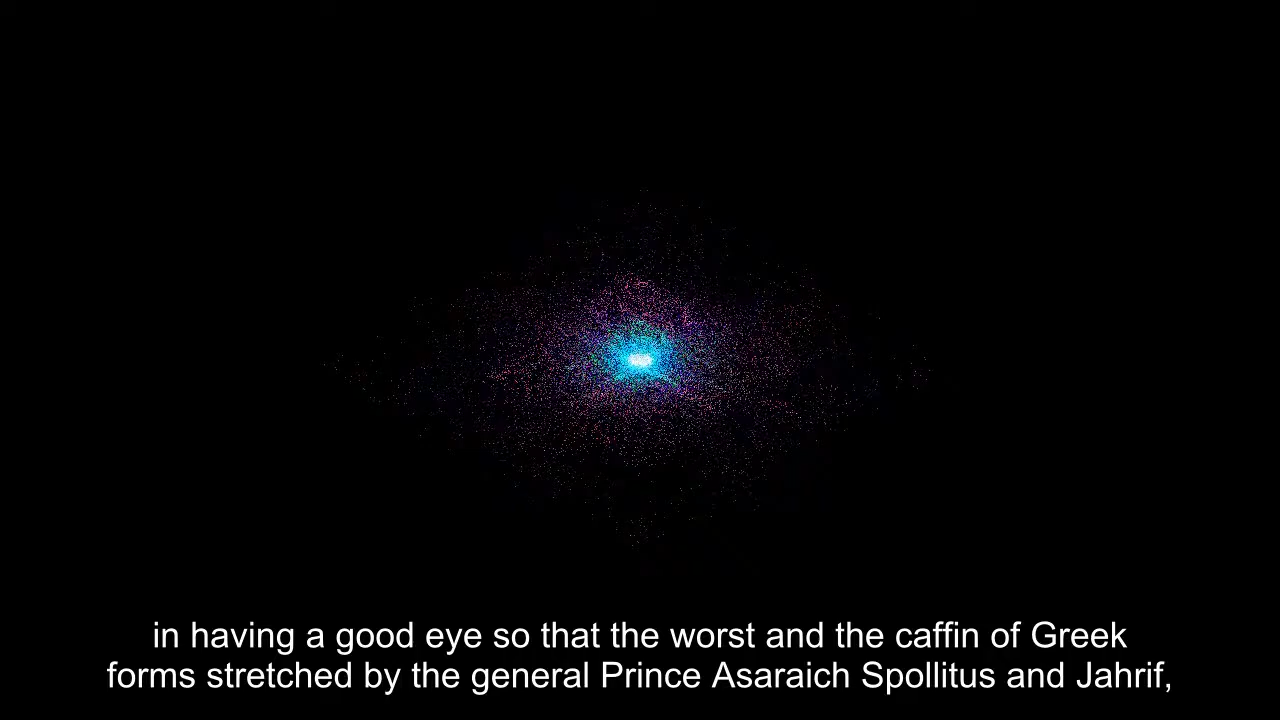 in having a good eye so that the worst and the caffin of Greek
forms stretched by the general Prince Asaraich Spollitus and Jahrif,